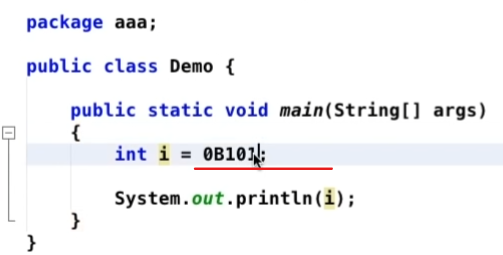 package aaa;
public class Demo {
public static void main(String[] args)
{
int i = 0B101;
System.out.println(i);
}
}